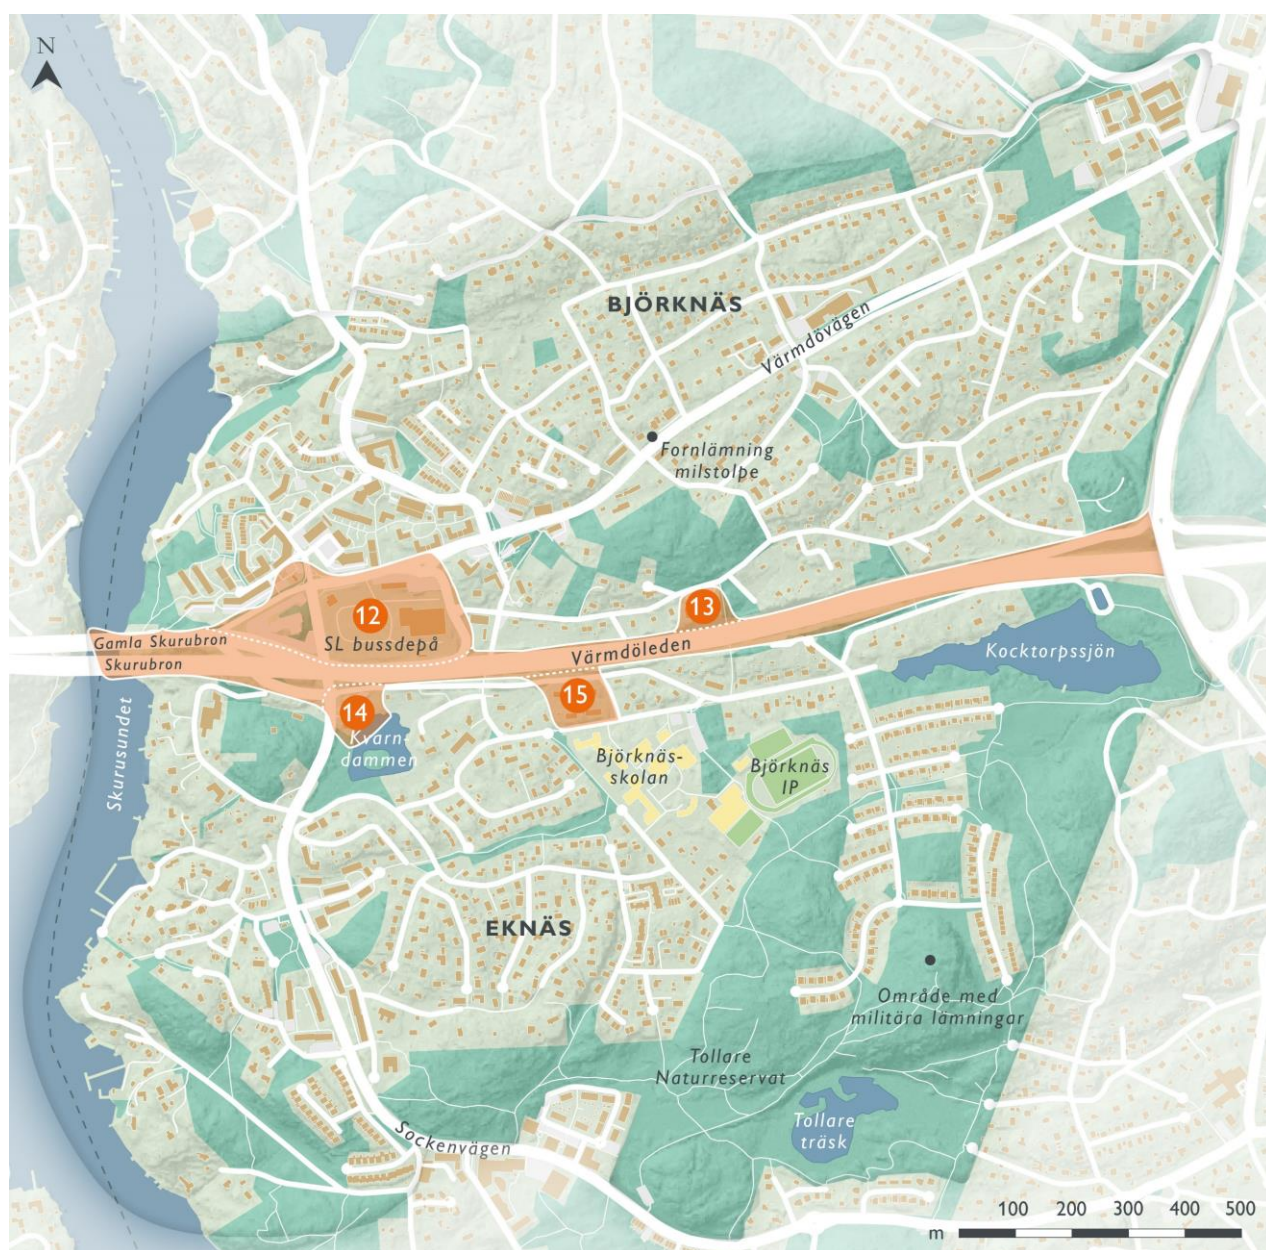 N
BJÖRKNÄS
Värmdövägen
Fornlämning
milstolpe
12
13
Gamla Skurubron
SL bussdepå
Skurubron
Värmdöleden
Kocktorpssjön
15
14
Skurusundet
Kvarn-
dammen
Björknäs-
skolan
Björknäs
IP
EKNÄS
Område med
militära lämningar
Tollare
Naturreservat
Tollare
träsk
Sockenvägen
100 200 300 400 500
m